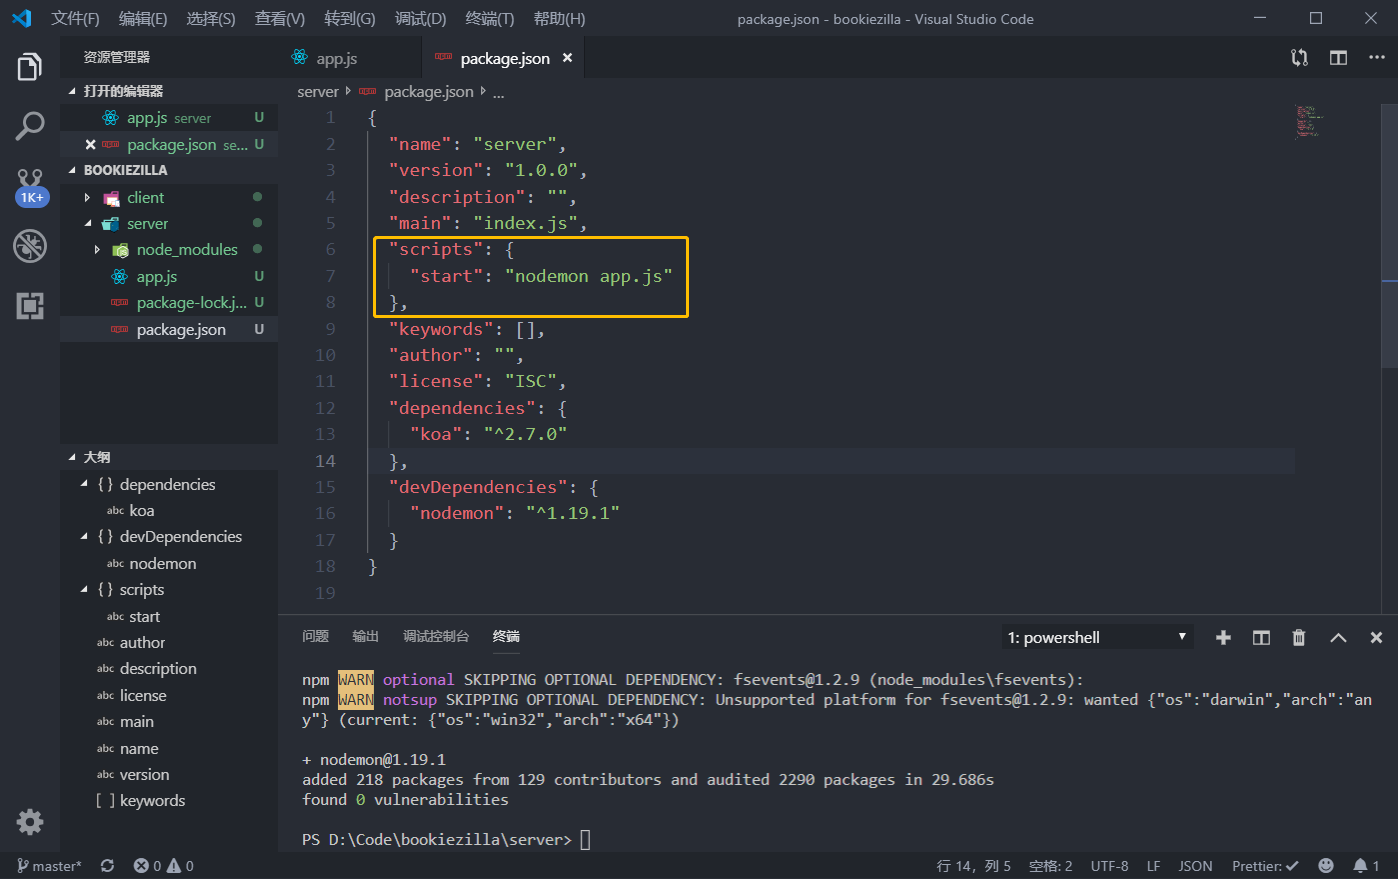 文件(F) 编辑(E) 选择(S) 查看(V) 转到(G) 调试(D) 终端(T) 帮助(H) package.json - bookiezilla - Visual Studio Code
资源管理器
app.js package.json
打开的编辑器
app.js server U
package.json se... U
BOOKIEZILLA
client
server
node_modules
app.js U
package-lock.j... U
package.json U
1K+
大纲
{ } dependencies
abc koa
{ } devDependencies
abc nodemon
{ } scripts
abc start
abc author
abc description
abc license
abc main
abc name
abc version
[ ] keywords
server package.json ...
1 {
2 "name": "server",
3 "version": "1.0.0",
4 "description": "",
5 "main": "index.js",
6 "scripts": {
7 "start": "nodemon app.js"
8 },
9 "keywords": [],
10 "author": "",
11 "license": "ISC",
12 "dependencies": {
13 "koa": "^2.7.0"
14 },
15 "devDependencies": {
16 "nodemon": "^1.19.1"
17 }
18 }
19
问题 输出 调试控制台 终端 1: powershell
npm WARN optional SKIPPING OPTIONAL DEPENDENCY: fsevents@1.2.9 (node_modules\fsevents):
npm WARN notsup SKIPPING OPTIONAL DEPENDENCY: Unsupported platform for fsevents@1.2.9: wanted {"os":"darwin","arch":"an
y"} (current: {"os":"win32","arch":"x64"})
+ nodemon@1.19.1
added 218 packages from 129 contributors and audited 2290 packages in 29.686s
found 0 vulnerabilities
PS D:\Code\bookiezilla\server>
master* 0 0 行 14，列 5 空格: 2 UTF-8 LF JSON Prettier: 1